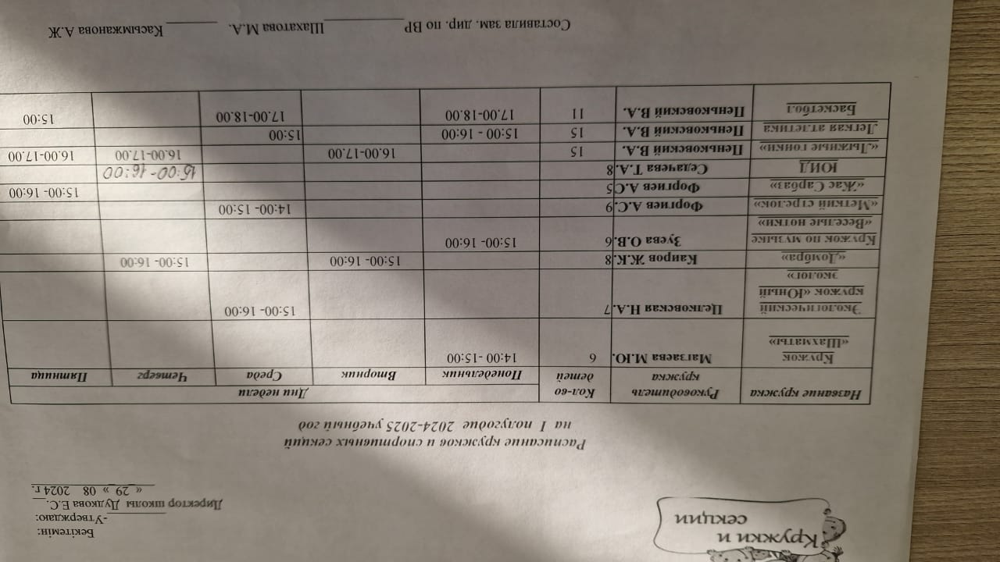 Кружки и
секции
Бекітемін:
-Утверждаю:
Директор школы Дудкова Е.С.
« 29 » 08 2024 г.
Расписание кружков и спортивных секций
на I полугодие 2024-2025 учебный год
Название кружка Руководитель кружка Кол-во детей Дни недели
Понедельник Вторник Среда Четверг Пятница
Кружок «Шахматы» Магзаева М.Ю. 6 14:00 -15:00
Экологический кружок «Юный эколог» Целковская Н.А. 7 15:00- 16:00
«Домбра» Каиров Ж.К. 8 15:00- 16:00 15:00- 16:00
Кружок по музыке «Веселые нотки» Зуева О.В. 6 15:00- 16:00
«Меткий стрелок» Форгиев А.С. 9 14:00- 15:00
«Жас Сарбаз» Форгиев А.С. 5 15:00- 16:00
ЮИД Седачева Т.А. 8 15:00-16:00
«Лыжные гонки» Пеньковский В.А. 15 16.00-17.00 16.00-17.00 16.00-17.00
Легкая атлетика Пеньковский В.А. 15 15:00 - 16:00 15:00
Баскетбол Пеньковский В.А. 11 17.00-18.00 17.00-18.00 15:00
Составила зам. дир. по ВР Шахатова М.А. Касымжанова А.Ж